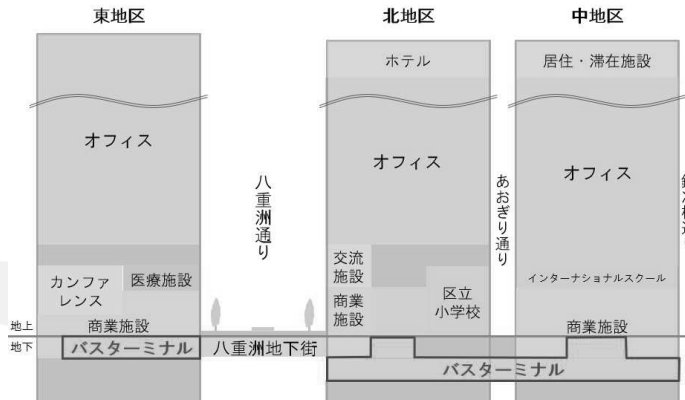 東地区
北地区
中地区
ホテル
居住・滞在施設
オフィス
オフィス
オフィス
八重洲通り
あおぎり通り
カンファ
レンス
医療施設
商業施設
交流
施設
商業
施設
区立
小学校
インターナショナルスクール
商業施設
地上
地下
バスターミナル
八重洲地下街
バスターミナル